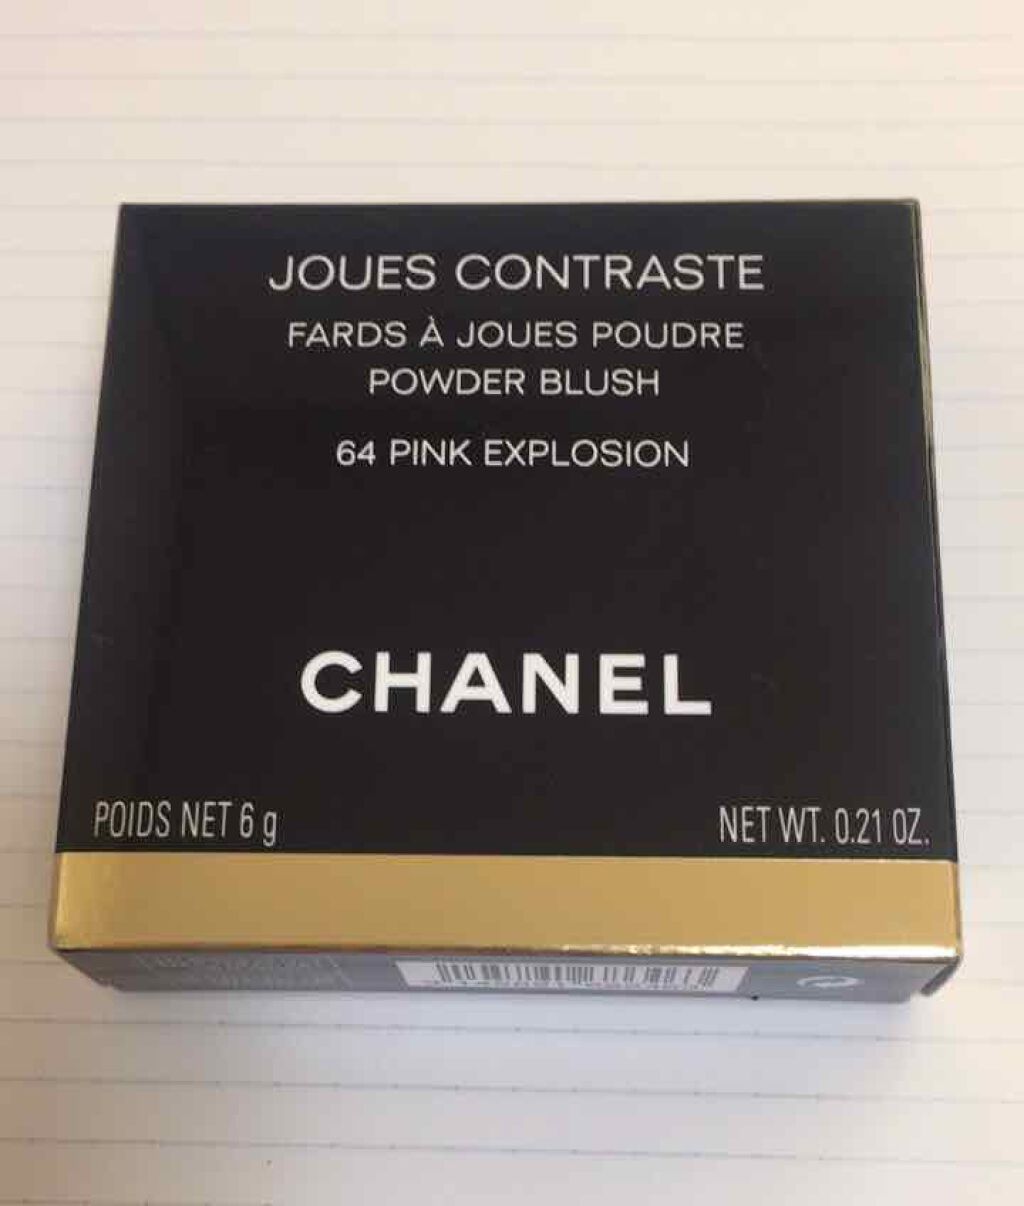 JOUES CONTRASTE
FARDS À JOUES POUDRE
POWDER BLUSH
64 PINK EXPLOSION
CHANEL
POIDS NET 6 g
NET WT. 0.21 OZ.